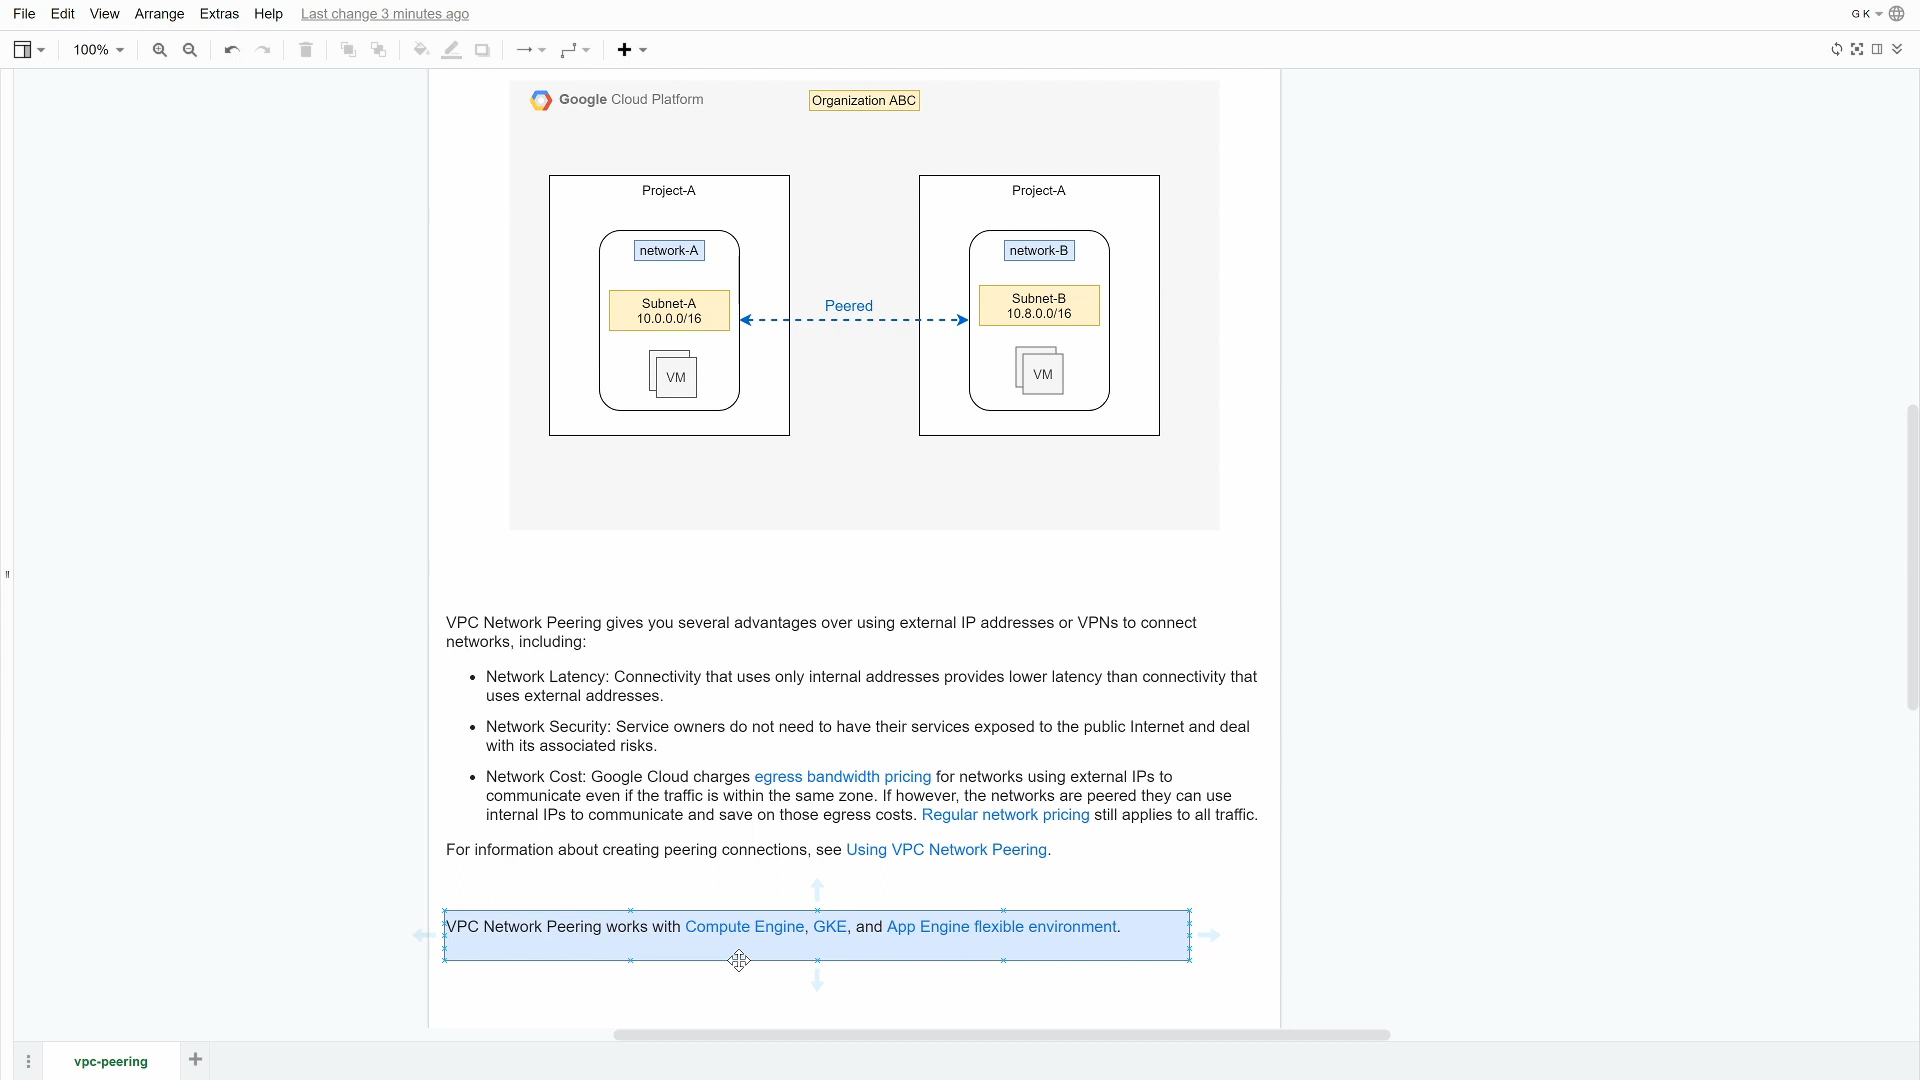 File Edit View Arrange Extras Help Last change 3 minutes ago G K
100%
Google Cloud Platform
Organization ABC
Project-A
Project-A
network-A
network-B
Subnet-A
10.0.0.0/16
Peered
Subnet-B
10.8.0.0/16
VM
VM
VPC Network Peering gives you several advantages over using external IP addresses or VPNs to connect
networks, including:
• Network Latency: Connectivity that uses only internal addresses provides lower latency than connectivity that
uses external addresses.
• Network Security: Service owners do not need to have their services exposed to the public Internet and deal
with its associated risks.
• Network Cost: Google Cloud charges egress bandwidth pricing for networks using external IPs to
communicate even if the traffic is within the same zone. If however, the networks are peered they can use
internal IPs to communicate and save on those egress costs. Regular network pricing still applies to all traffic.
For information about creating peering connections, see Using VPC Network Peering.
VPC Network Peering works with Compute Engine, GKE, and App Engine flexible environment.
vpc-peering